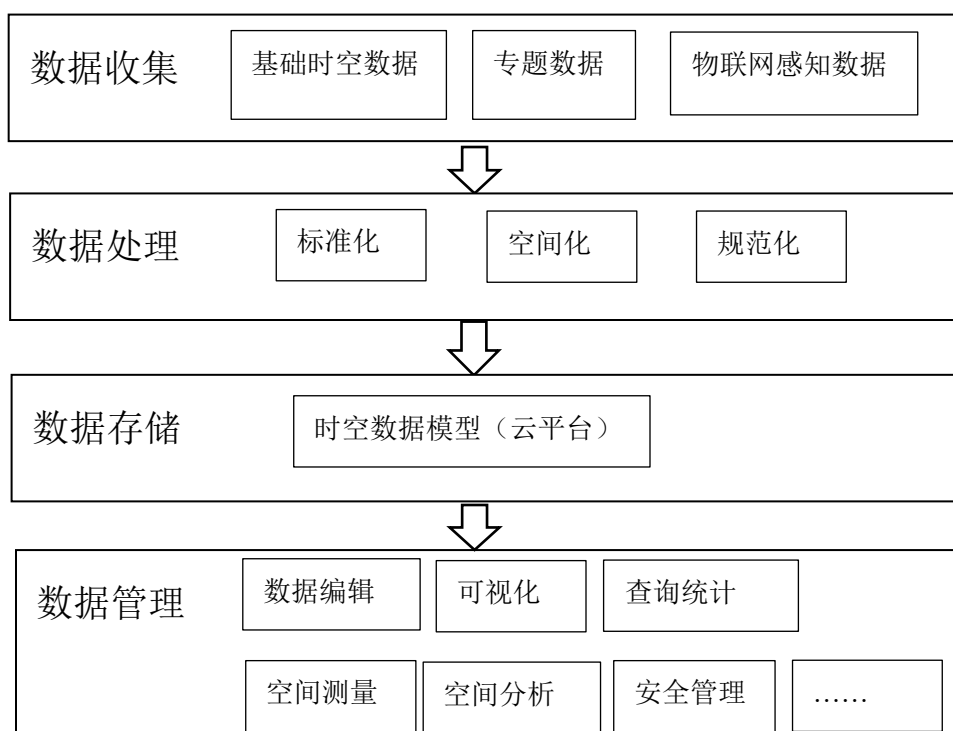 数据收集
基础时空数据
专题数据
物联网感知数据
数据处理
标准化
空间化
规范化
数据存储
时空数据模型（云平台）
数据管理
数据编辑
可视化
查询统计
空间测量
空间分析
安全管理
……